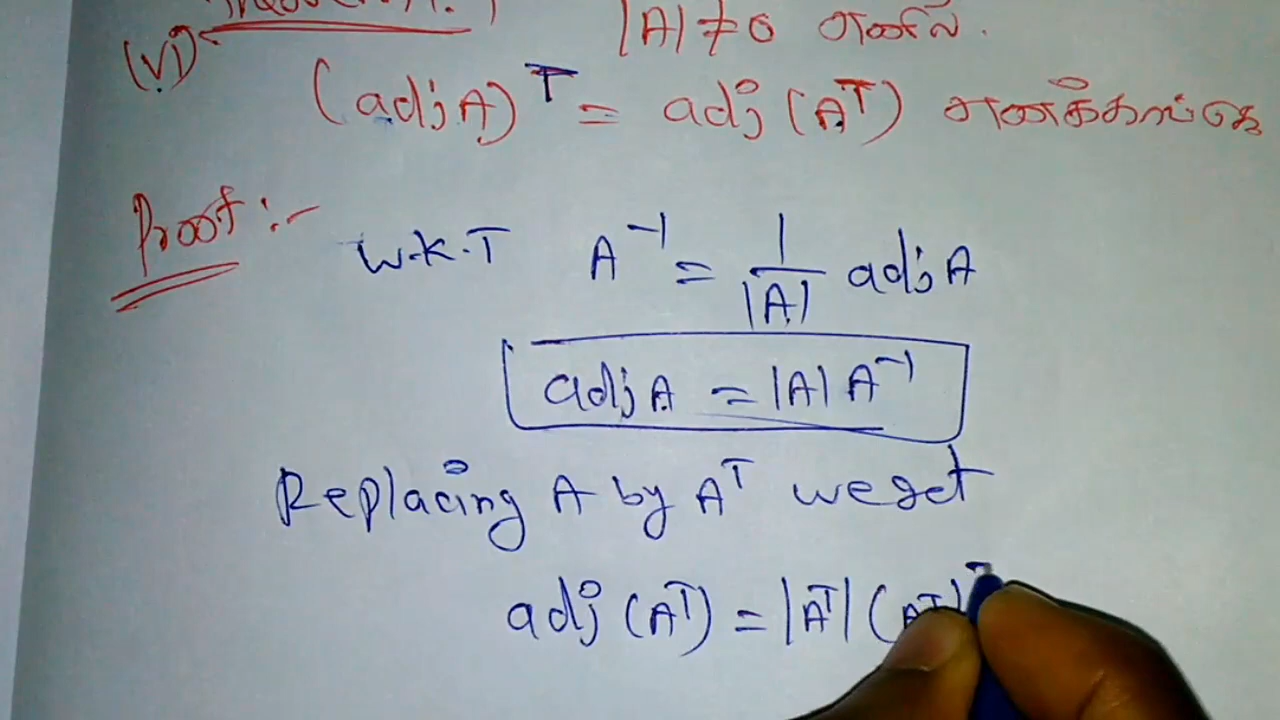 |A| ≠ 0 எனில்.
(vi) (adj A)ᵀ = adj (Aᵀ) எனக்காட்டுக
Proof :-
W.K.T A⁻¹ = 1/|A| adj A
adj A = |A| A⁻¹
Replacing A by Aᵀ we get
adj (Aᵀ) = |Aᵀ| (Aᵀ)